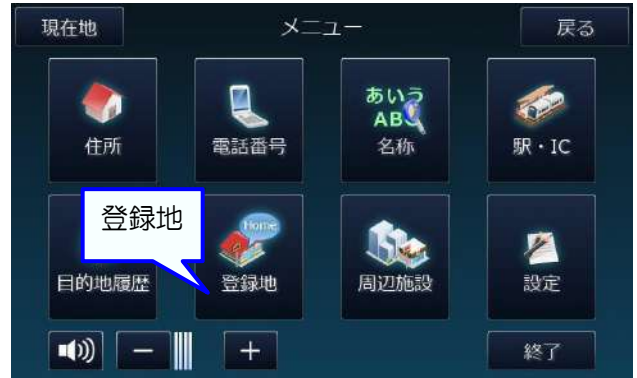 現在地
メニュー
戻る
住所
電話番号
あいう
AB
名称
駅・IC
登録地
目的地履歴
Home
登録地
周辺施設
設定
終了